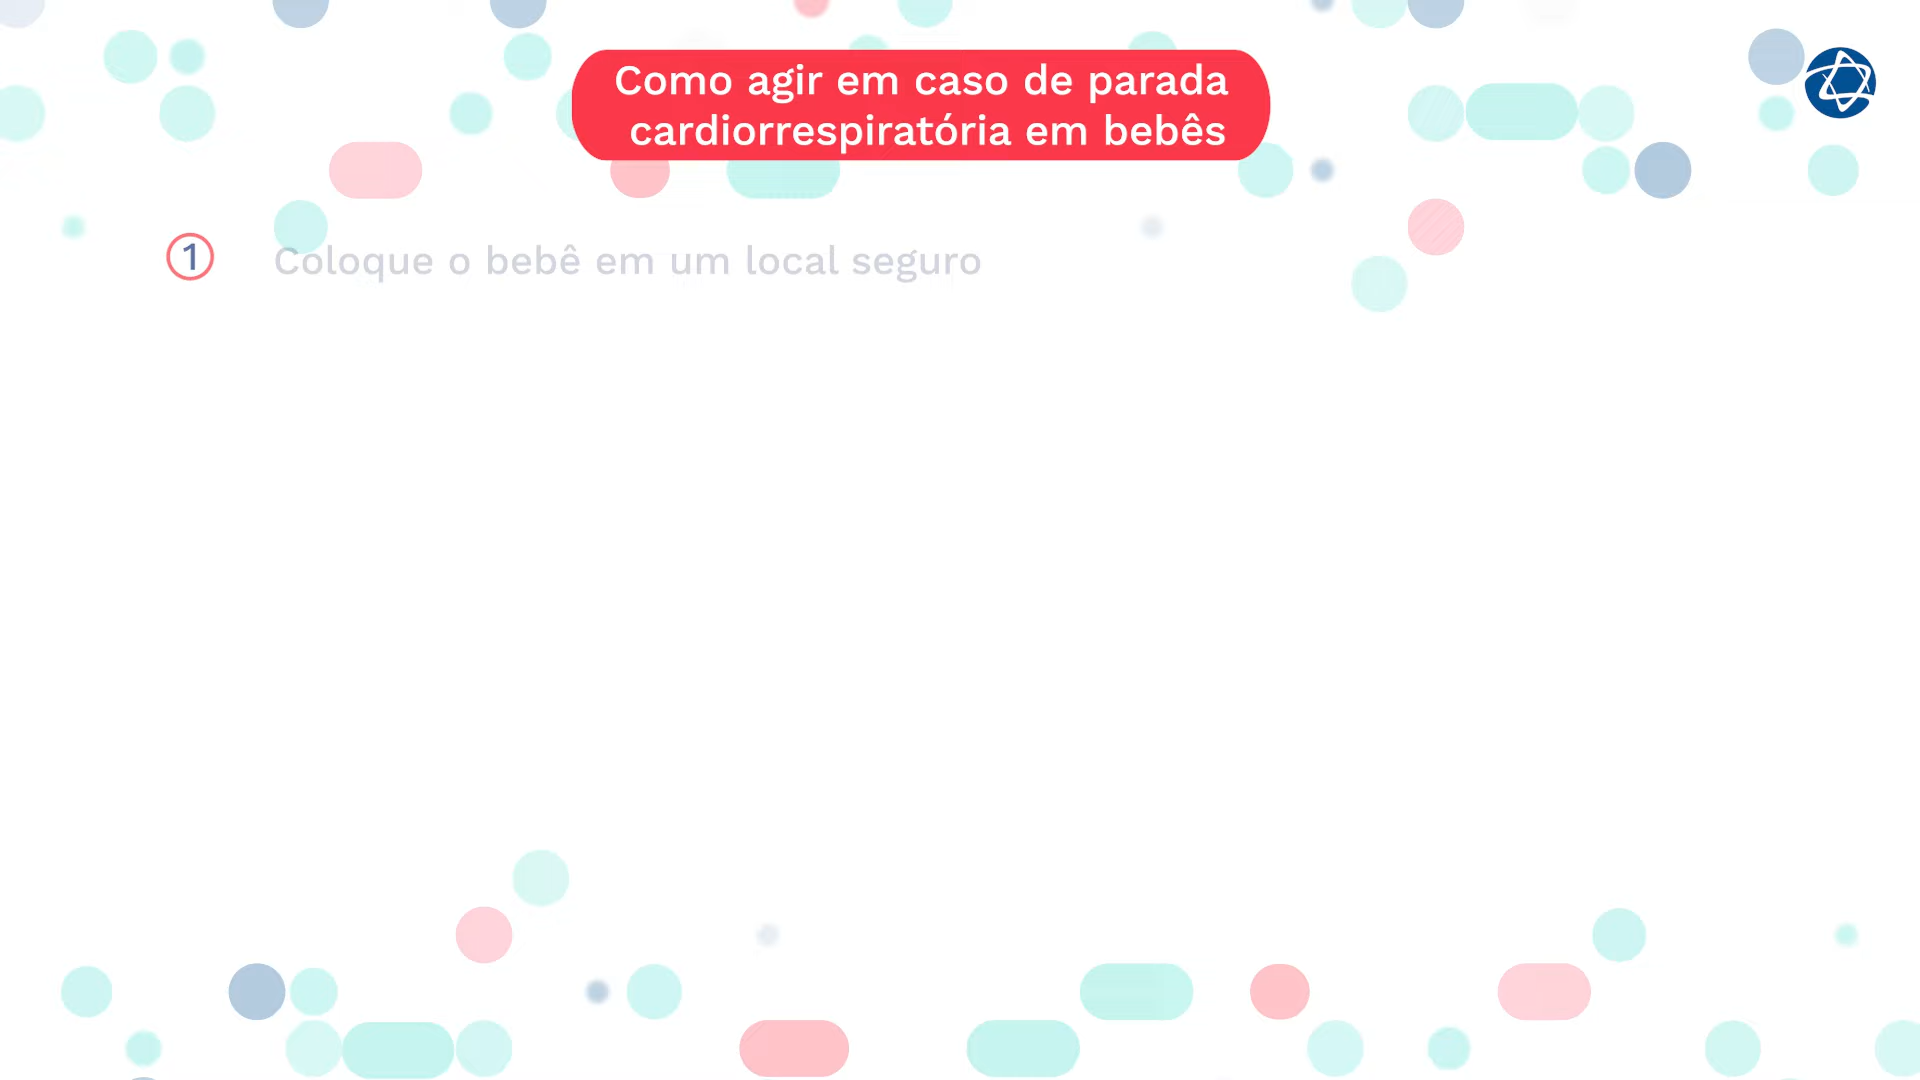 Como agir em caso de parada
cardiorrespiratória em bebês
1 Coloque o bebê em um local seguro